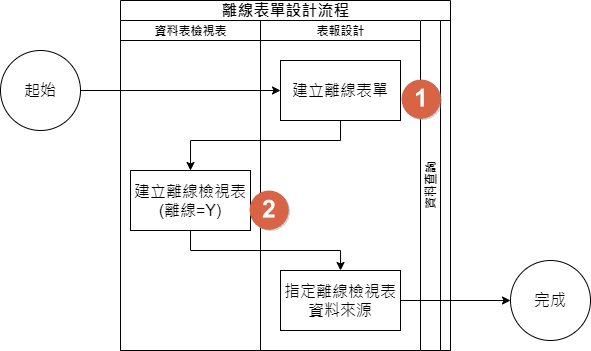 離線表單設計流程
資料表檢視表
表報設計
起始
建立離線表單
1
資料查詢
建立離線檢視表
(離線=Y)
2
指定離線檢視表
資料來源
完成